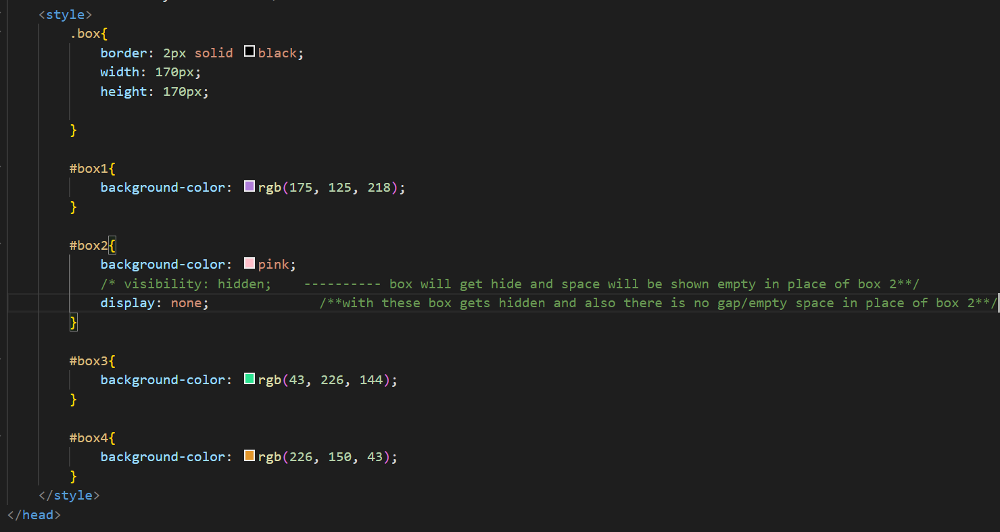 <style>
.box{
border: 2px solid black;
width: 170px;
height: 170px;
}
#box1{
background-color: rgb(175, 125, 218);
}
#box2{
background-color: pink;
/* visibility: hidden;    ---------- box will get hide and space will be shown empty in place of box 2**/
display: none;              /**with these box gets hidden and also there is no gap/empty space in place of box 2**/
}
#box3{
background-color: rgb(43, 226, 144);
}
#box4{
background-color: rgb(226, 150, 43);
}
</style>
</head>